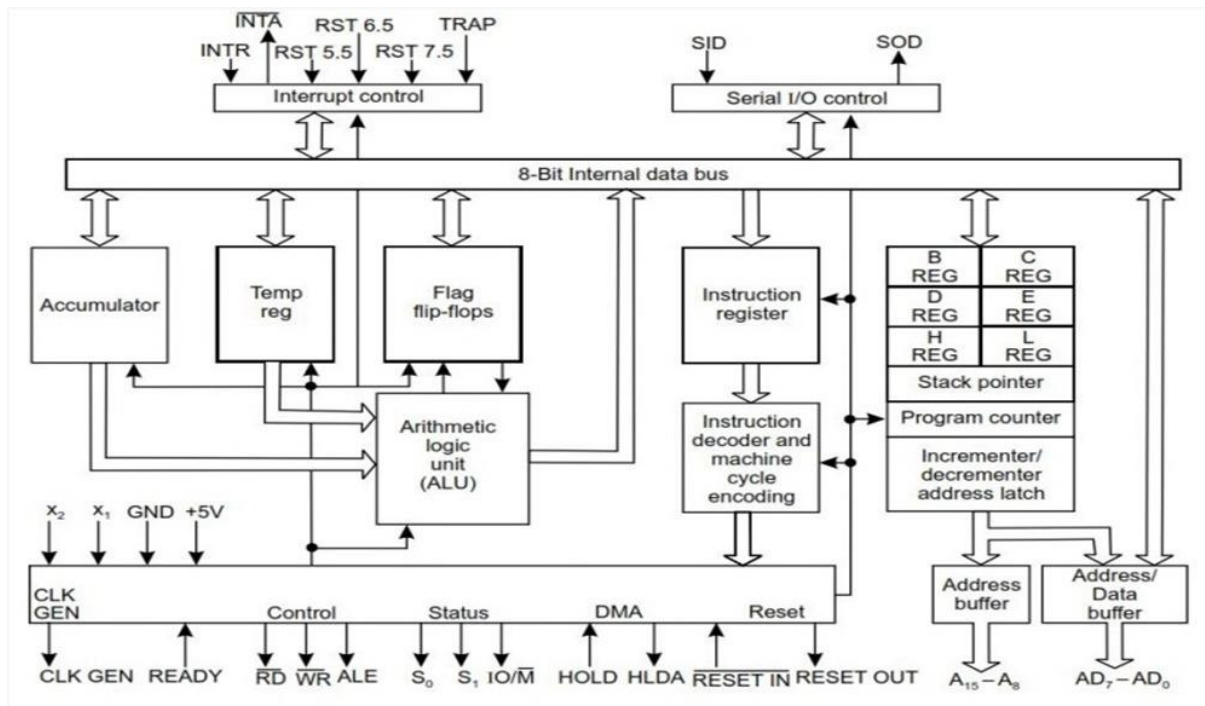 INTA RST 6.5 TRAP
INTR RST 5.5 RST 7.5
SID SOD
Interrupt control
Serial I/O control
8-Bit Internal data bus
Accumulator
Temp
reg
Flag
flip-flops
Instruction
register
B
REG
C
REG
D
REG
E
REG
H
REG
L
REG
Stack pointer
Program counter
Incrementer/
decrementer
address latch
Arithmetic
logic
unit
(ALU)
Instruction
decoder and
machine
cycle
encoding
X₂ X₁ GND +5V
CLK
GEN
Control Status DMA Reset
Address
buffer
Address/
Data
buffer
CLK GEN READY RD WR ALE S₀ S₁ IO/M HOLD HLDA RESET IN RESET OUT A₁₅–A₈ AD₇–AD₀